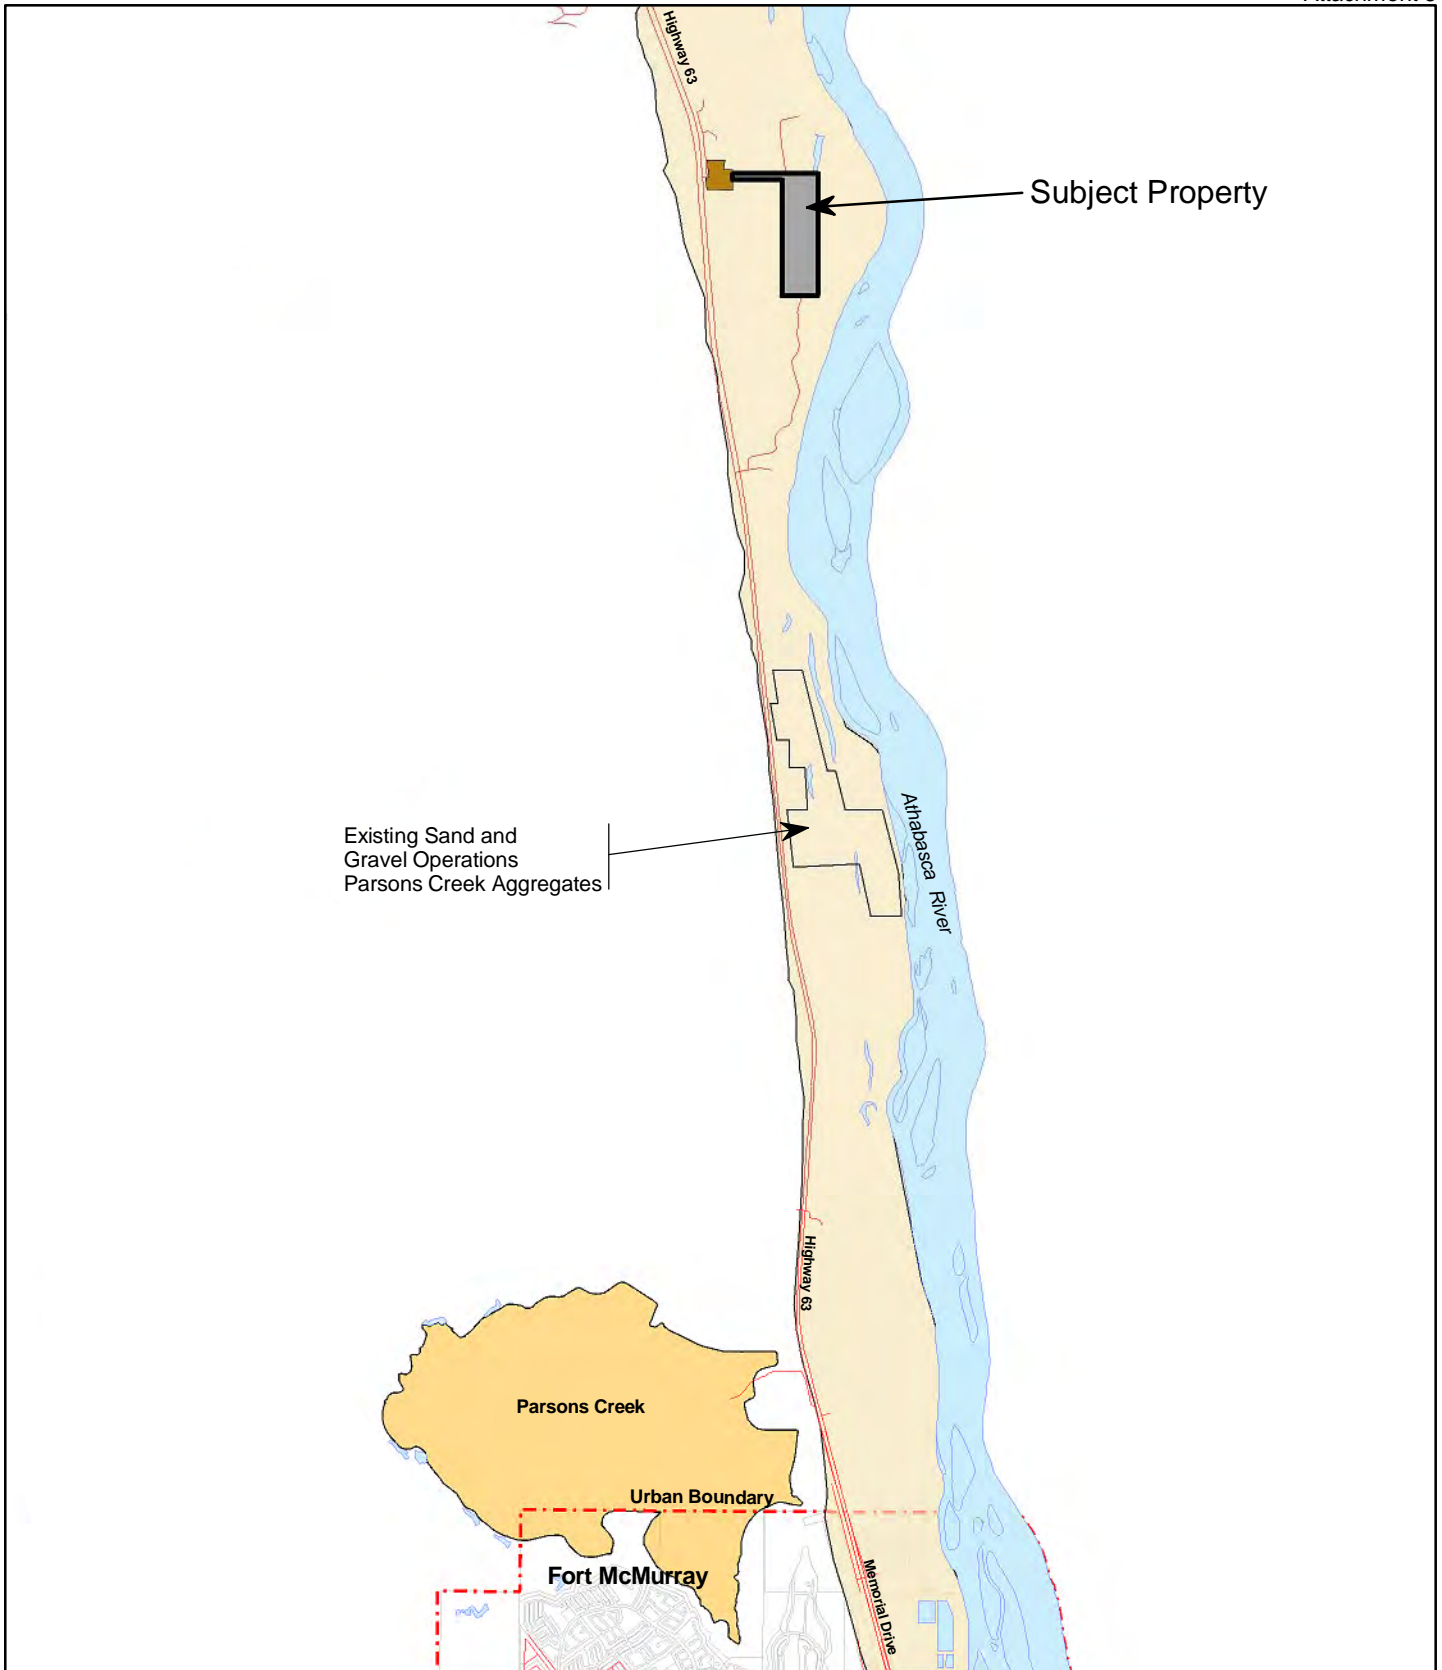 Highway 63
Subject Property
Existing Sand and
Gravel Operations
Parsons Creek Aggregates
Athabasca River
Highway 63
Parsons Creek
Urban Boundary
Fort McMurray
Memorial Drive